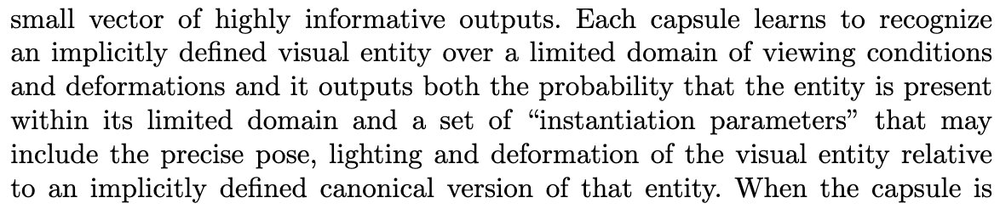 small vector of highly informative outputs. Each capsule learns to recognize
an implicitly defined visual entity over a limited domain of viewing conditions
and deformations and it outputs both the probability that the entity is present
within its limited domain and a set of “instantiation parameters” that may
include the precise pose, lighting and deformation of the visual entity relative
to an implicitly defined canonical version of that entity. When the capsule is